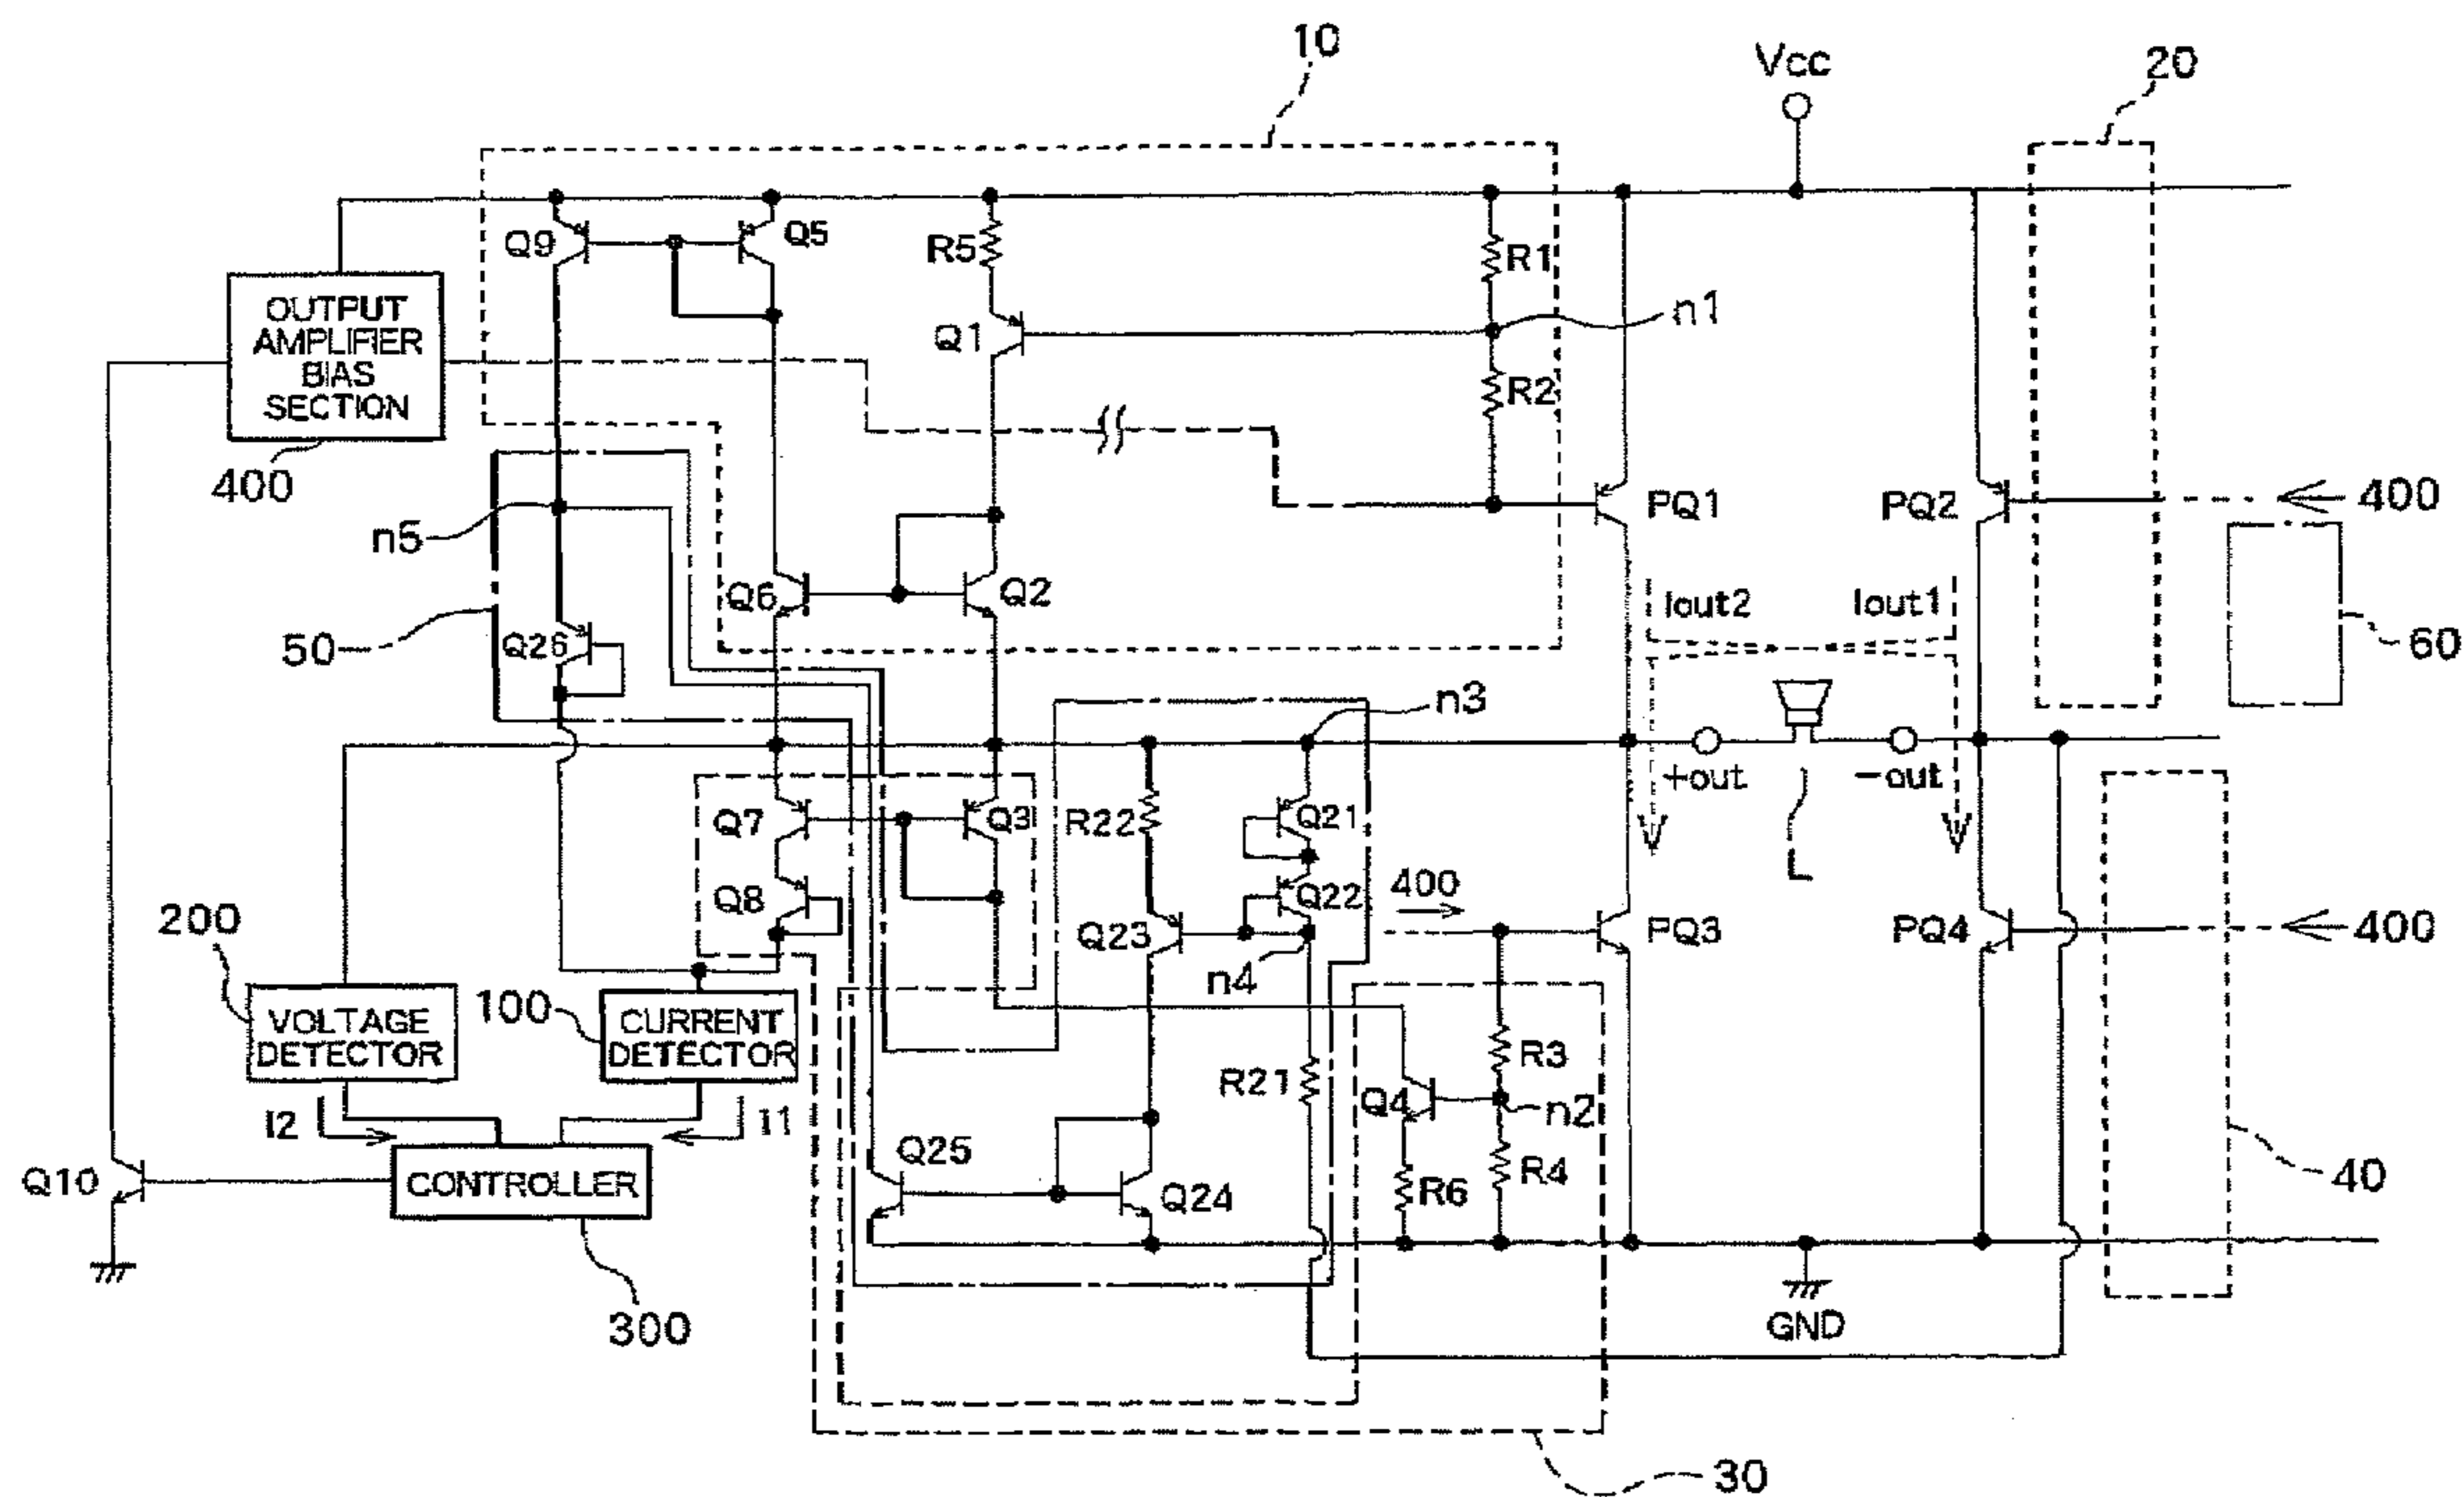 10
Vcc
20
Q9
Q5
R5
R1
n1
OUTPUT
AMPLIFIER
BIAS
SECTION
Q1
R2
400
n5
PQ1
PQ2
400
Q6
Q2
Iout2
Iout1
50
Q26
60
n3
+out
-out
Q7
Q3
R22
Q21
L
Q8
Q22
400
200
Q23
PQ3
PQ4
400
n4
100
VOLTAGE
DETECTOR
CURRENT
DETECTOR
R3
R21
Q4
n2
I2
I1
Q25
R4
Q10
CONTROLLER
Q24
R6
40
300
GND
30